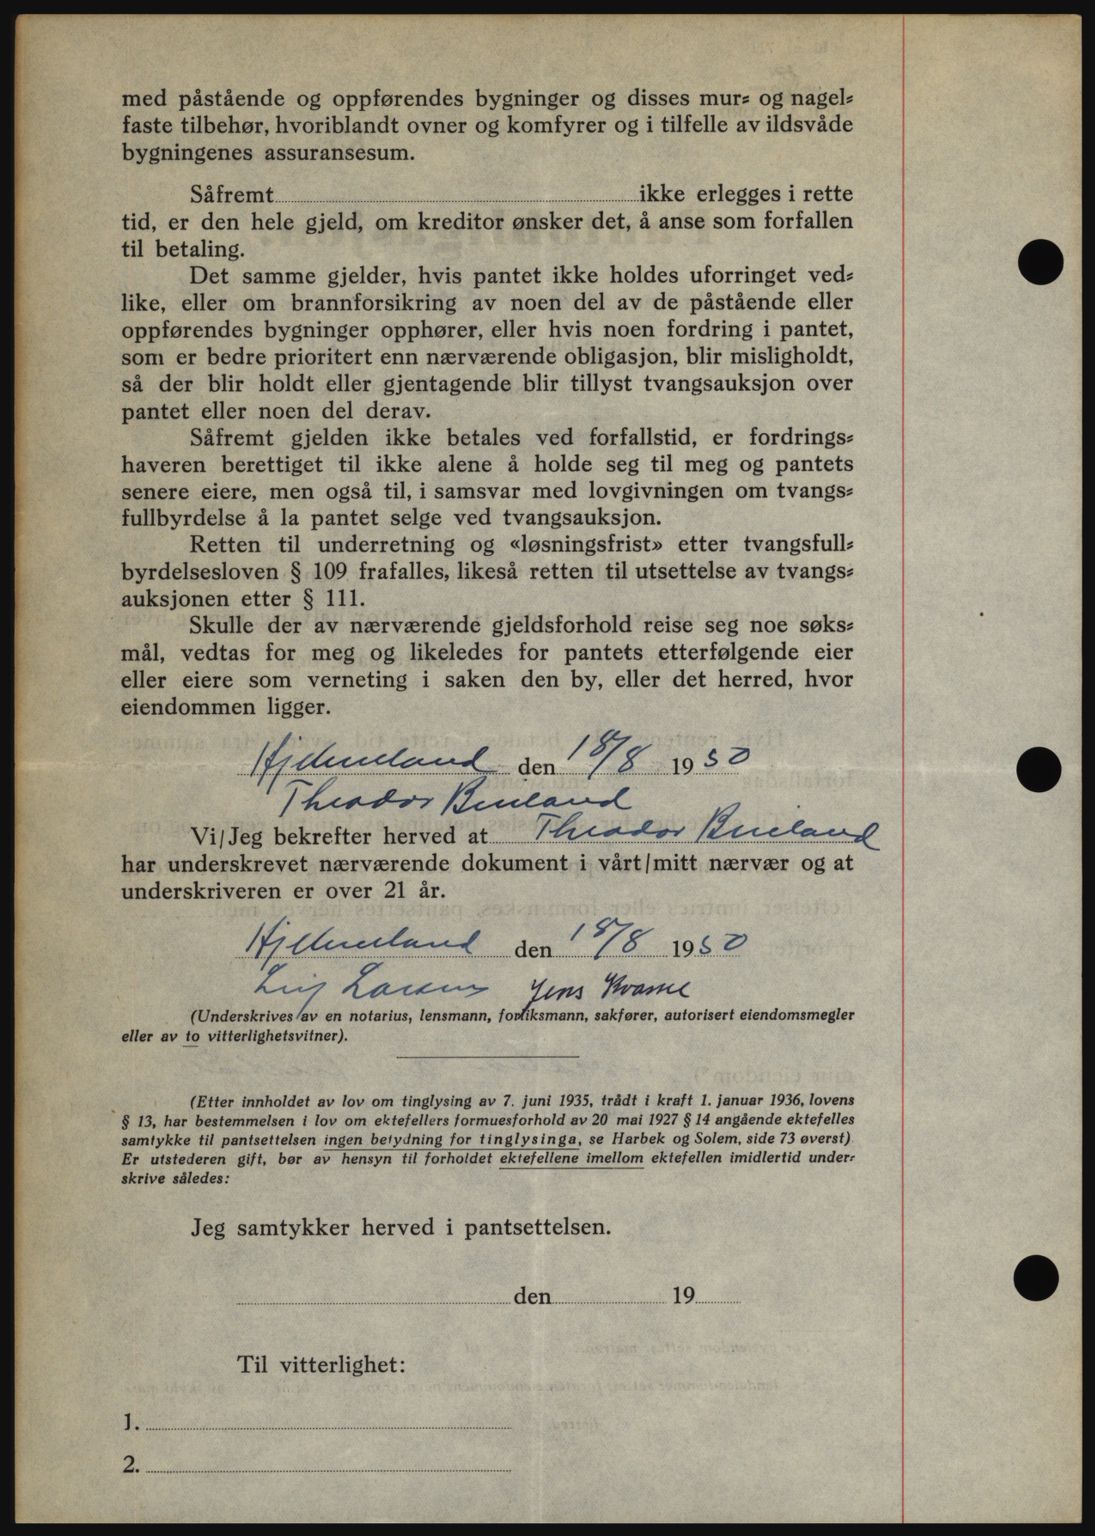 med påstående og oppførendes bygninger og disses mur= og nagel=
faste tilbehør, hvoriblandt ovner og komfyrer og i tilfelle av ildsvåde
bygningenes assuransesum.
Såfremt ikke erlegges i rette
tid, er den hele gjeld, om kreditor ønsker det, å anse som forfallen
til betaling.
Det samme gjelder, hvis pantet ikke holdes uforringet ved=
like, eller om brannforsikring av noen del av de påstående eller
oppførendes bygninger opphører, eller hvis noen fordring i pantet,
som er bedre prioritert enn nærværende obligasjon, blir misligholdt,
så der blir holdt eller gjentagende blir tillyst tvangsauksjon over
pantet eller noen del derav.
Såfremt gjelden ikke betales ved forfallstid, er fordrings=
haveren berettiget til ikke alene å holde seg til meg og pantets
senere eiere, men også til, i samsvar med lovgivningen om tvangs=
fullbyrdelse å la pantet selge ved tvangsauksjon.
Retten til underretning og «løsningsfrist» etter tvangsfull=
byrdelsesloven § 109 frafalles, likeså retten til utsettelse av tvangs=
auksjonen etter § 111.
Skulle der av nærværende gjeldsforhold reise seg noe søks=
mål, vedtas for meg og likeledes for pantets etterfølgende eier
eller eiere som verneting i saken den by, eller det herred, hvor
eiendommen ligger.
Hjelmeland den 18/8 1950
Theodor
Vi/Jeg bekrefter herved at Theodor
har underskrevet nærværende dokument i vårt/mitt nærvær og at
underskriveren er over 21 år.
Hjelmeland den 18/8 1950
Leif Larsen Jens
(Underskrives av en notarius, lensmann, forliksmann, sakfører, autorisert eiendomsmegler
eller av to vitterlighetsvitner).
(Etter innholdet av lov om tinglysing av 7. juni 1935, trådt i kraft 1. januar 1936, lovens
§ 13, har bestemmelsen i lov om ektefellers formuesforhold av 20 mai 1927 § 14 angående ektefelles
samtykke til pantsettelsen ingen betydning for tinglysinga, se Harbek og Solem, side 73 øverst)
Er utstederen gift, bør av hensyn til forholdet ektefellene imellom ektefellen imidlertid under=
skrive således:
Jeg samtykker herved i pantsettelsen.
den 19
Til vitterlighet:
1.
2.